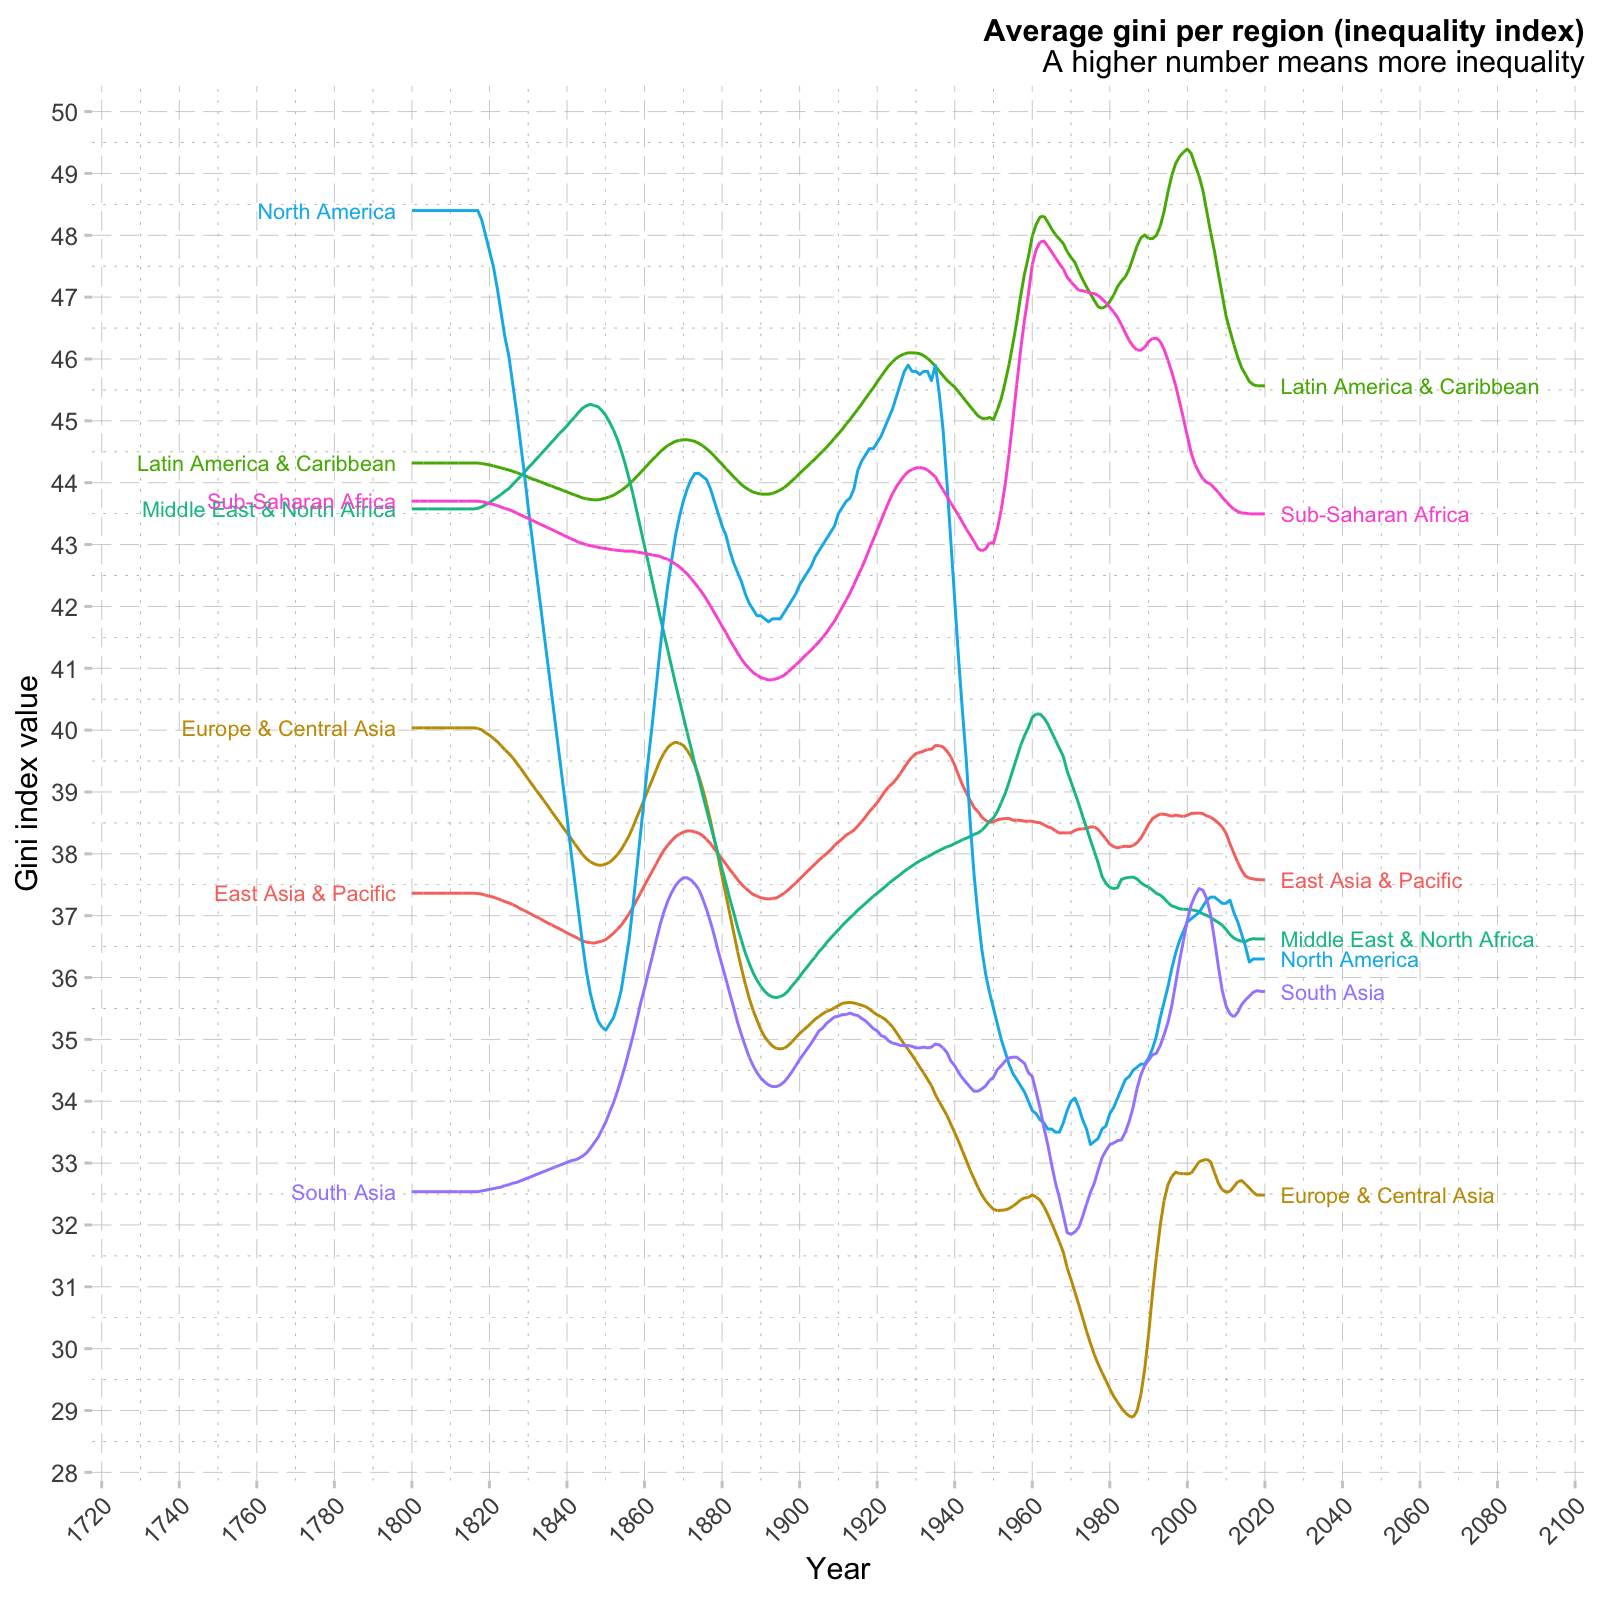 Average gini per region (inequality index)
A higher number means more inequality
50
49
48
47
46
45
44
43
42
41
40
39
38
37
36
35
34
33
32
31
30
29
28
Gini index value
North America
Latin America & Caribbean
Sub-Saharan Africa
Middle East & North Africa
Europe & Central Asia
East Asia & Pacific
South Asia
Latin America & Caribbean
Sub-Saharan Africa
East Asia & Pacific
Middle East & North Africa
North America
South Asia
Europe & Central Asia
1720 1740 1760 1780 1800 1820 1840 1860 1880 1900 1920 1940 1960 1980 2000 2020 2040 2060 2080 2100
Year